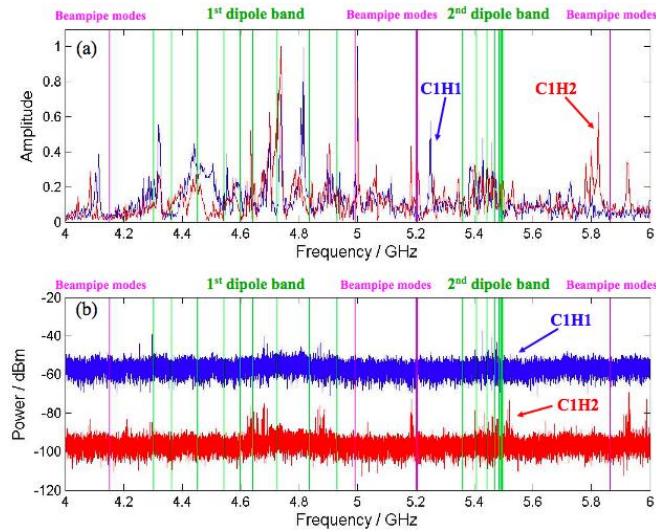 Beampipe modes 1st dipole band Beampipe modes 2nd dipole band Beampipe modes
(a)
C1H1
C1H2
Amplitude
1
0.8
0.6
0.4
0.2
0
4 4.2 4.4 4.6 4.8 5 5.2 5.4 5.6 5.8 6
Frequency / GHz
Beampipe modes 1st dipole band Beampipe modes 2nd dipole band Beampipe modes
(b)
C1H1
C1H2
Power / dBm
-20
-40
-60
-80
-100
-120
4 4.2 4.4 4.6 4.8 5 5.2 5.4 5.6 5.8 6
Frequency / GHz